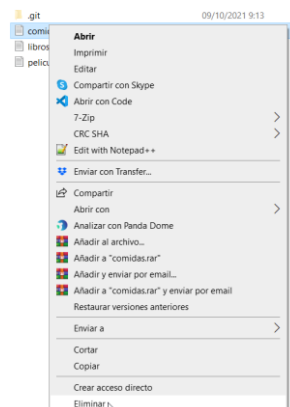 .git 09/10/2021 9:13
Abrir
Imprimir
libros
Editar
Compartir con Skype
Abrir con Code
7-Zip
CRC SHA
Edit with Notepad++
Enviar con Transfer...
Compartir
Abrir con
Analizar con Panda Dome
Añadir al archivo...
Añadir a "comidas.rar"
Añadir y enviar por email...
Añadir a "comidas.rar" y enviar por email
Restaurar versiones anteriores
Enviar a
Cortar
Copiar
Crear acceso directo
Eliminar